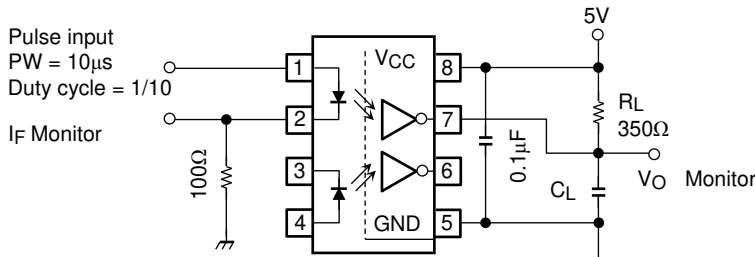 Pulse input
PW = 10μs
Duty cycle = 1/10
IF Monitor
100Ω
1
2
3
4
VCC
GND
8
7
6
5
0.1μF
5V
RL
350Ω
CL
VO Monitor